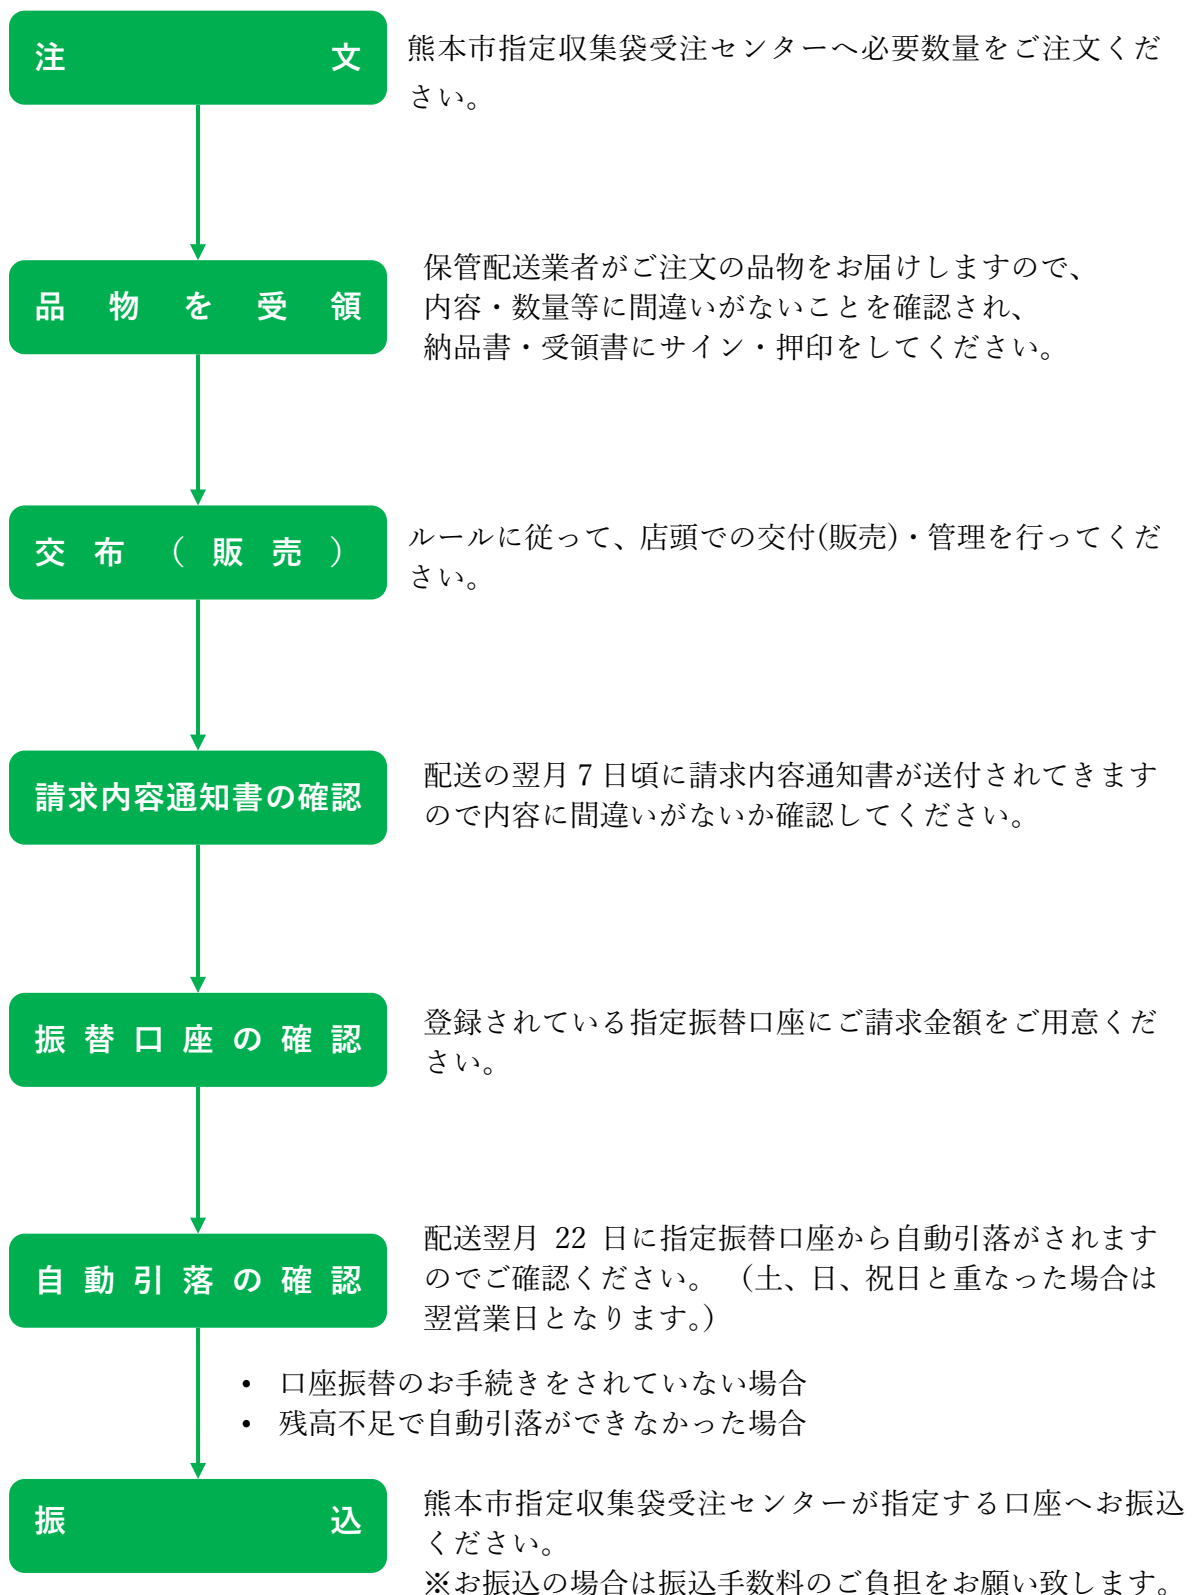 注文
熊本市指定収集袋受注センターへ必要数量をご注文くだ
さい。
品物を受領
保管配送業者がご注文の品物をお届けしますので、
内容・数量等に間違いがないことを確認され、
納品書・受領書にサイン・押印をしてください。
交布（販売）
ルールに従って、店頭での交付(販売)・管理を行ってくだ
さい。
請求内容通知書の確認
配送の翌月７日頃に請求内容通知書が送付されてきます
ので内容に間違いがないか確認してください。
振替口座の確認
登録されている指定振替口座にご請求金額をご用意くだ
さい。
自動引落の確認
配送翌月 22 日に指定振替口座から自動引落がされます
のでご確認ください。（土、日、祝日と重なった場合は
翌営業日となります。）
• 口座振替のお手続きをされていない場合
• 残高不足で自動引落ができなかった場合
振込
熊本市指定収集袋受注センターが指定する口座へお振込
ください。
※お振込の場合は振込手数料のご負担をお願い致します。